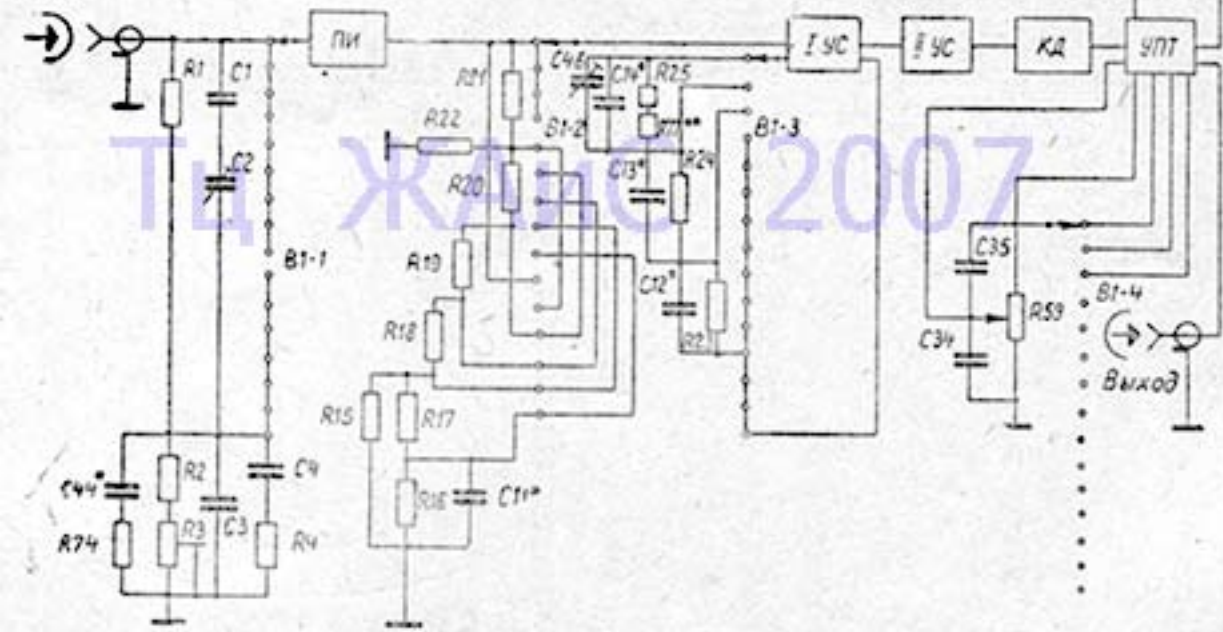 ПИ
I УС
II УС
КД
УПТ
R1
C1
R21
C14*
R25
R22
B1-2
B1-3
C2
R20
C13*
R24
Тц ЖАиС 2007
B1-1
R19
C12*
C35
B1-4
R18
R59
C34
Выход
R15
R17
R2
C4
C44*
R16
C11*
R3
C3
R74
R4